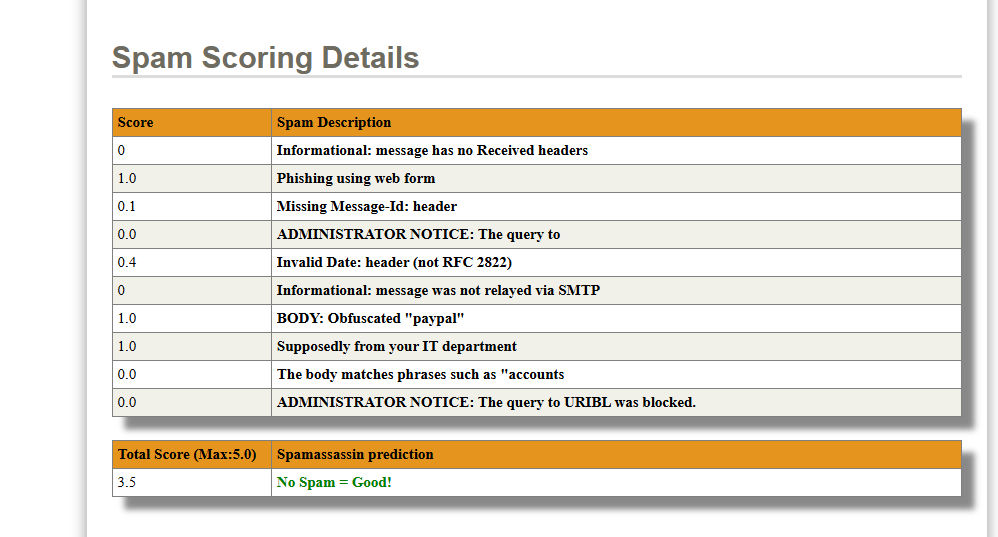 Spam Scoring Details
Score Spam Description
0 Informational: message has no Received headers
1.0 Phishing using web form
0.1 Missing Message-Id: header
0.0 ADMINISTRATOR NOTICE: The query to
0.4 Invalid Date: header (not RFC 2822)
0 Informational: message was not relayed via SMTP
1.0 BODY: Obfuscated "paypal"
1.0 Supposedly from your IT department
0.0 The body matches phrases such as "accounts
0.0 ADMINISTRATOR NOTICE: The query to URIBL was blocked.
Total Score (Max:5.0) Spamassassin prediction
3.5 No Spam = Good!